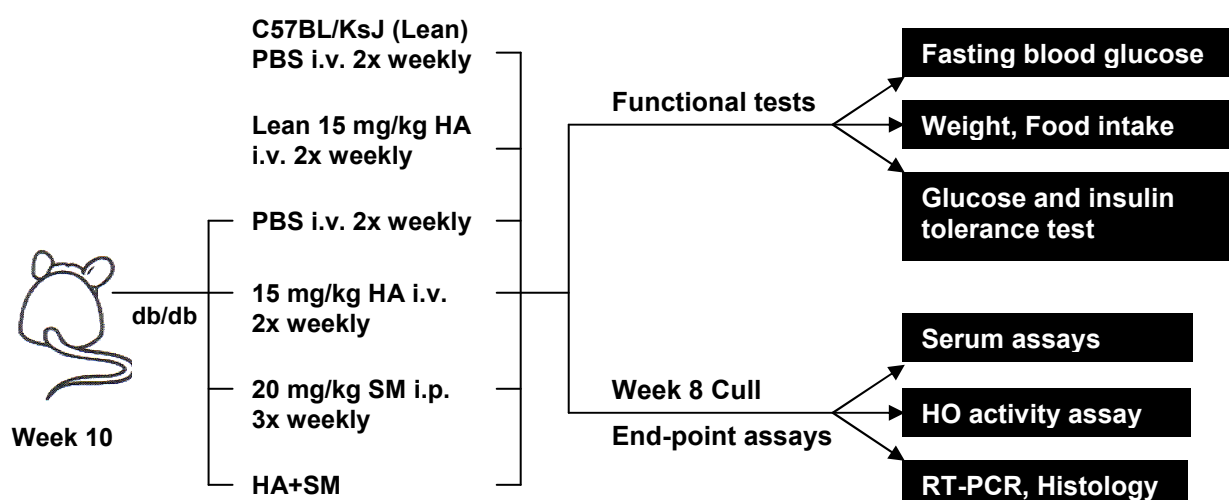 C57BL/KsJ (Lean)
PBS i.v. 2x weekly
Lean 15 mg/kg HA
i.v. 2x weekly
PBS i.v. 2x weekly
15 mg/kg HA i.v.
2x weekly
20 mg/kg SM i.p.
3x weekly
HA+SM
db/db
Week 10
Functional tests
Fasting blood glucose
Weight, Food intake
Glucose and insulin
tolerance test
Week 8 Cull
End-point assays
Serum assays
HO activity assay
RT-PCR, Histology